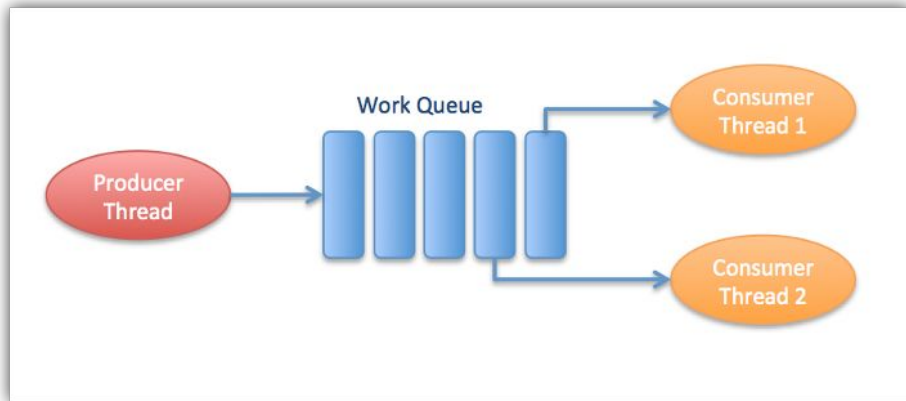 Work Queue
Producer
Thread
Consumer
Thread 1
Consumer
Thread 2